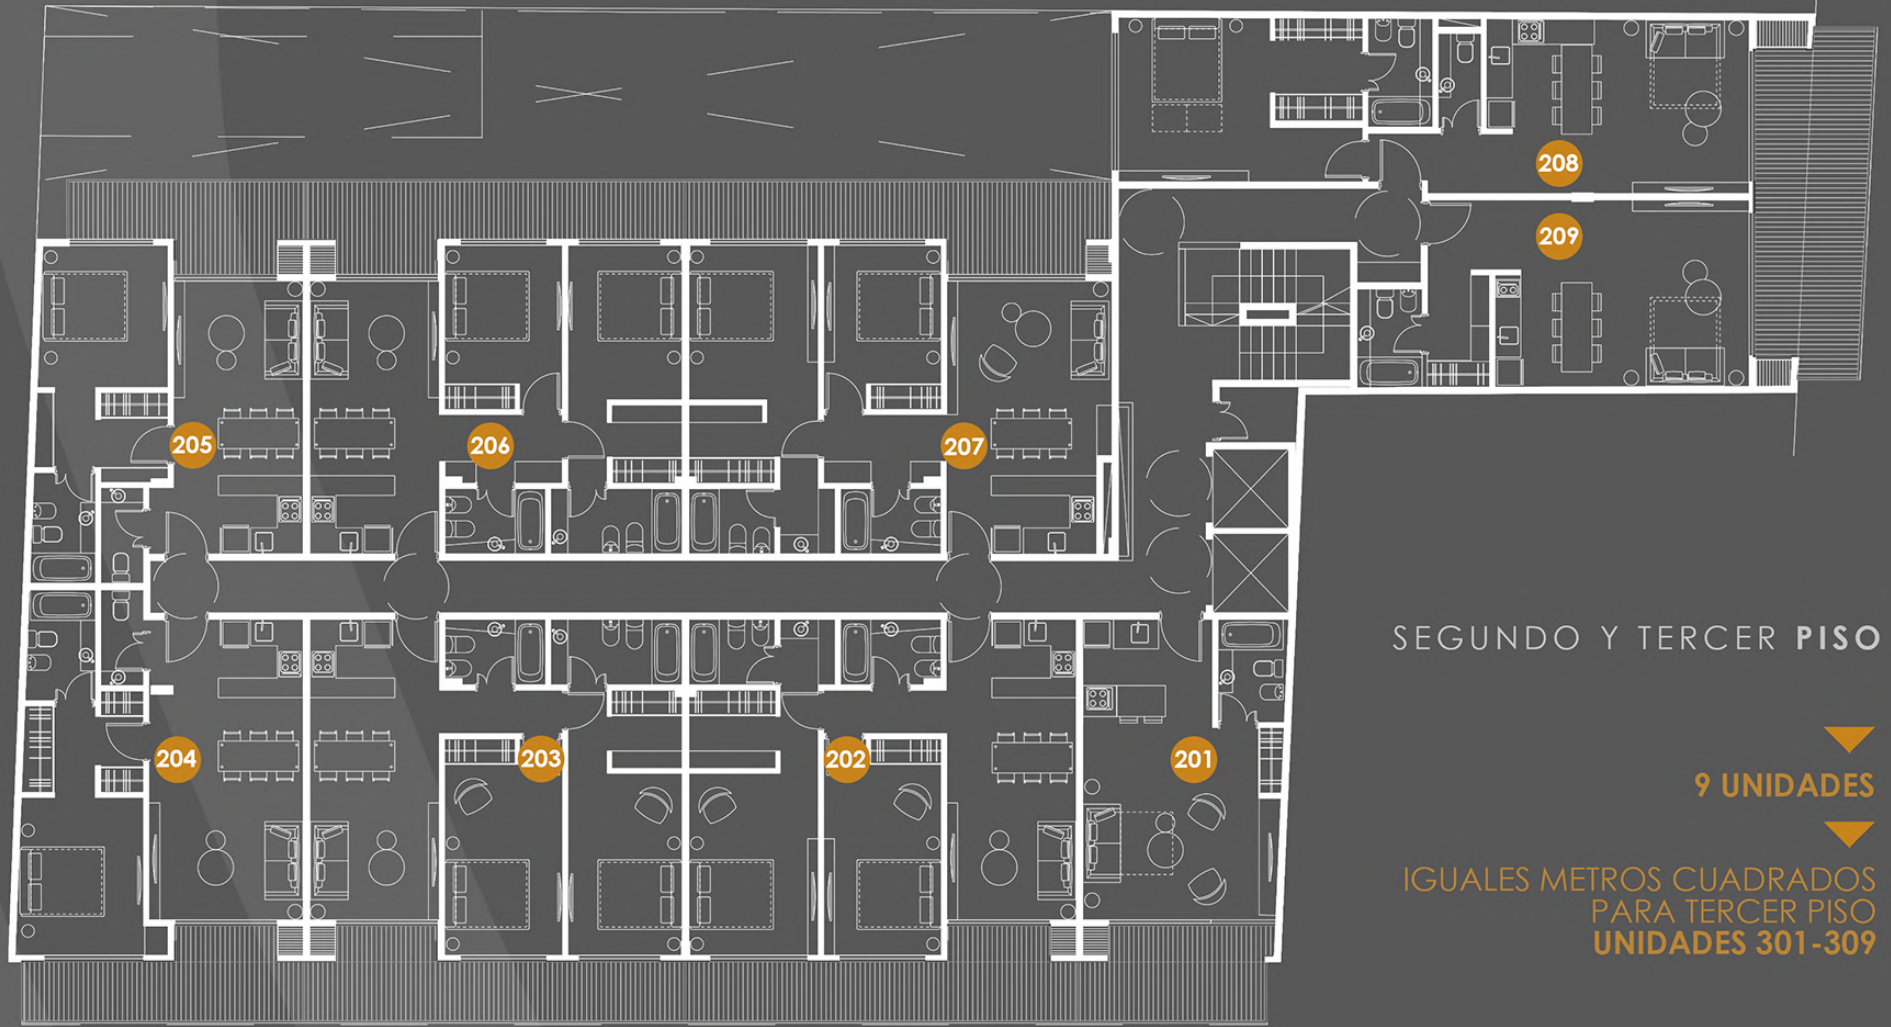 208
209
205
206
207
204
203
202
201
SEGUNDO Y TERCER PISO
9 UNIDADES
IGUALES METROS CUADRADOS
PARA TERCER PISO
UNIDADES 301-309